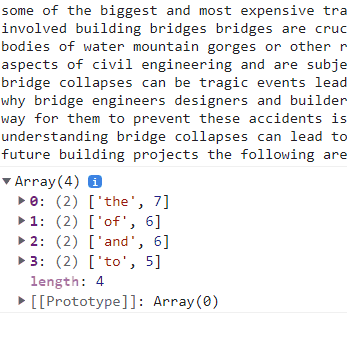 some of the biggest and most expensive tra
involved building bridges bridges are cruc
bodies of water mountain gorges or other r
aspects of civil engineering and are subje
bridge collapses can be tragic events lead
why bridge engineers designers and builder
way for them to prevent these accidents is
understanding bridge collapses can lead to
future building projects the following are
▼Array(4) i
▶0: (2) ['the', 7]
▶1: (2) ['of', 6]
▶2: (2) ['and', 6]
▶3: (2) ['to', 5]
length: 4
▶[[Prototype]]: Array(0)